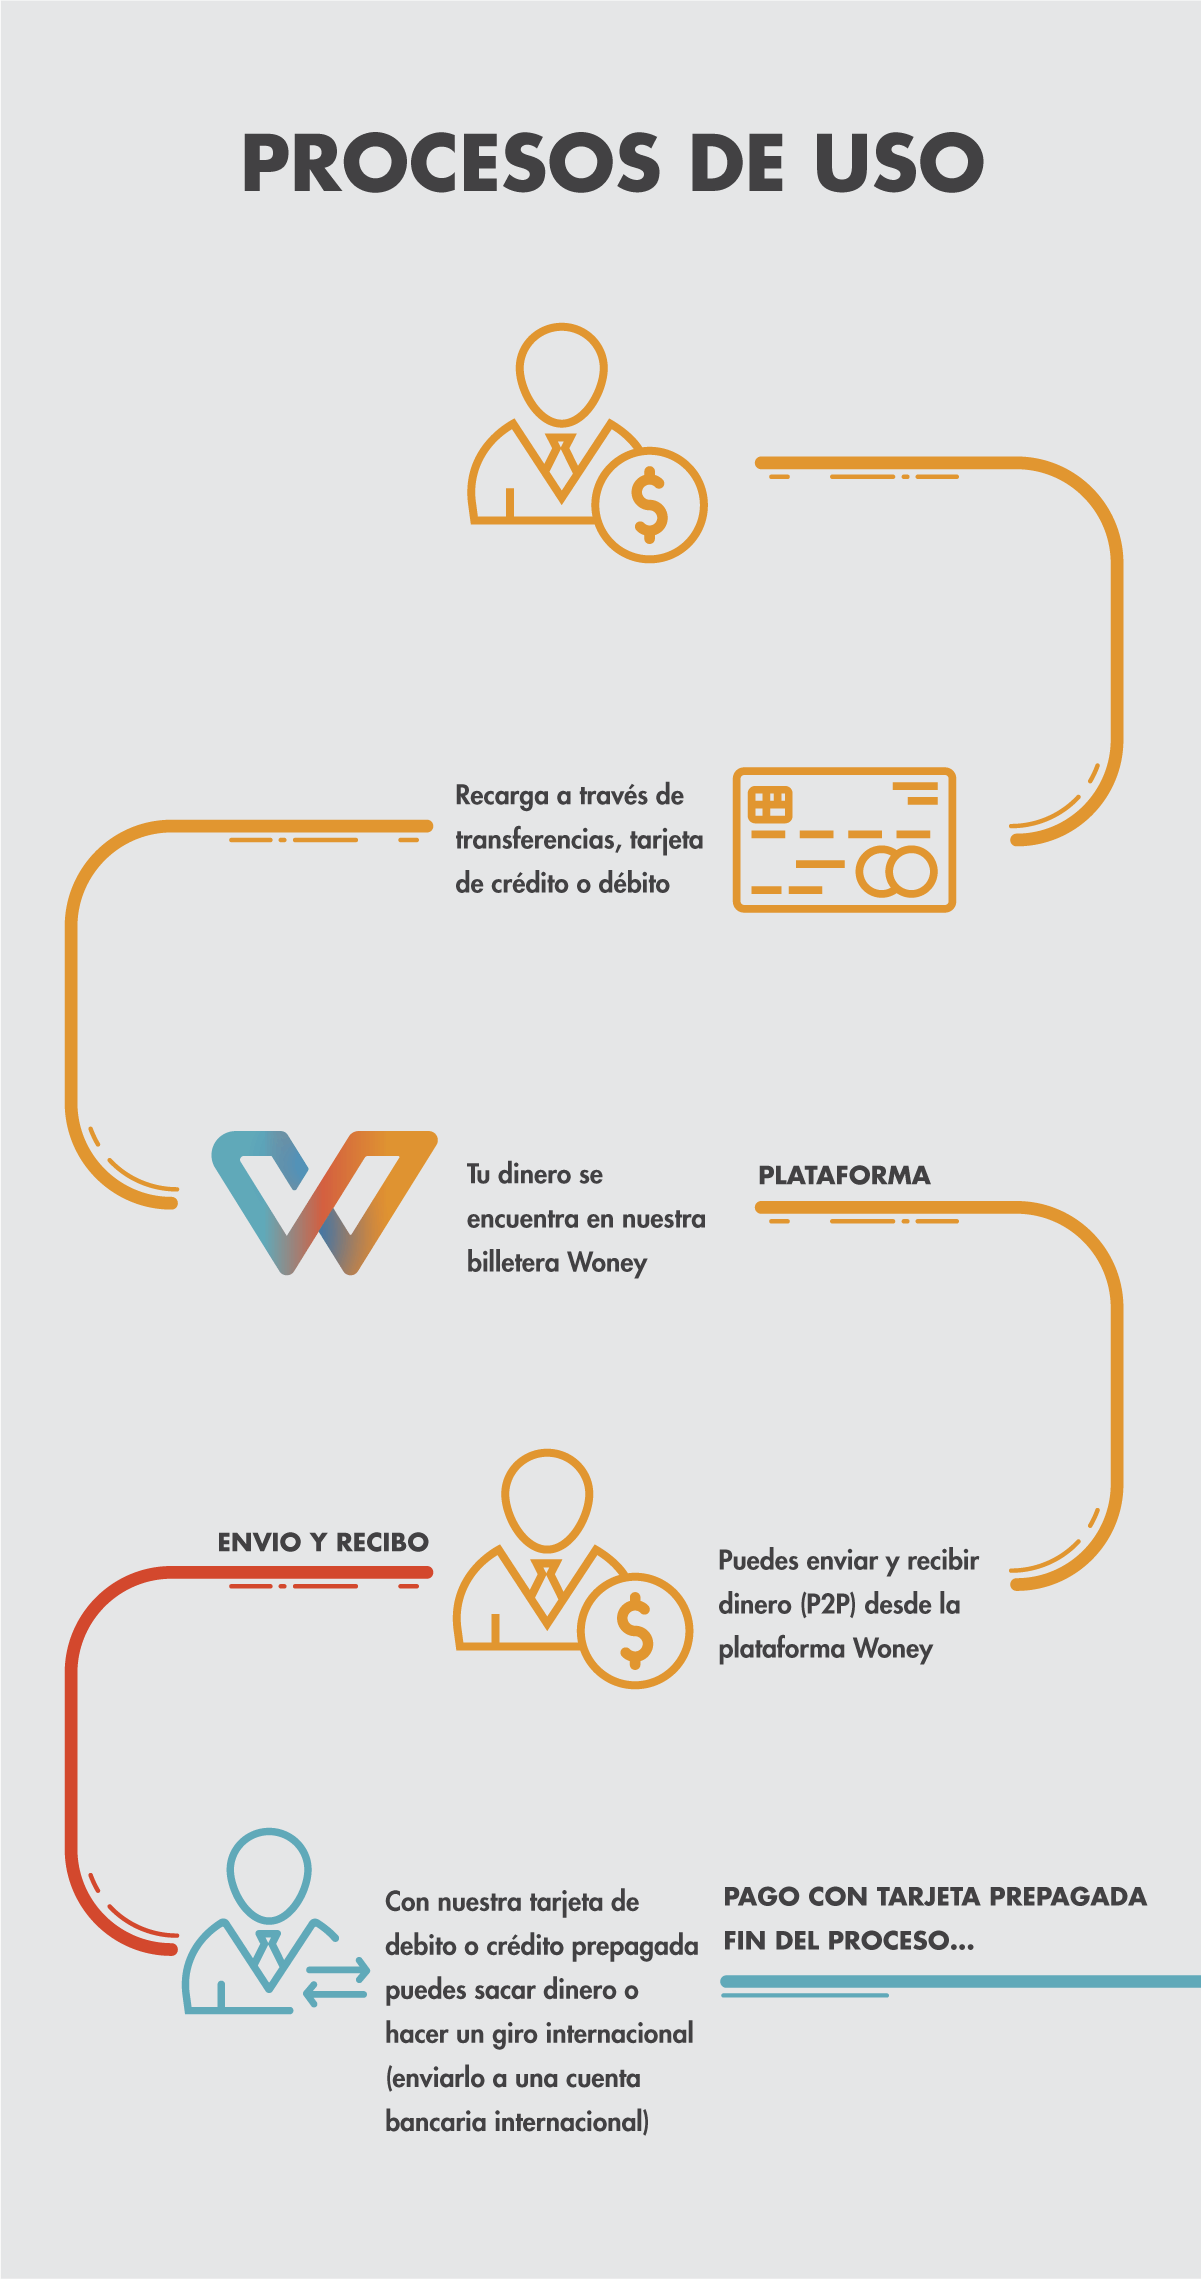 PROCESOS DE USO
Recarga a través de
transferencias, tarjeta
de crédito o débito
Tu dinero se
encuentra en nuestra
billetera Woney
PLATAFORMA
ENVIO Y RECIBO
Puedes enviar y recibir
dinero (P2P) desde la
plataforma Woney
Con nuestra tarjeta de
debito o crédito prepagada
puedes sacar dinero o
hacer un giro internacional
(enviarlo a una cuenta
bancaria internacional)
PAGO CON TARJETA PREPAGADA
FIN DEL PROCESO...